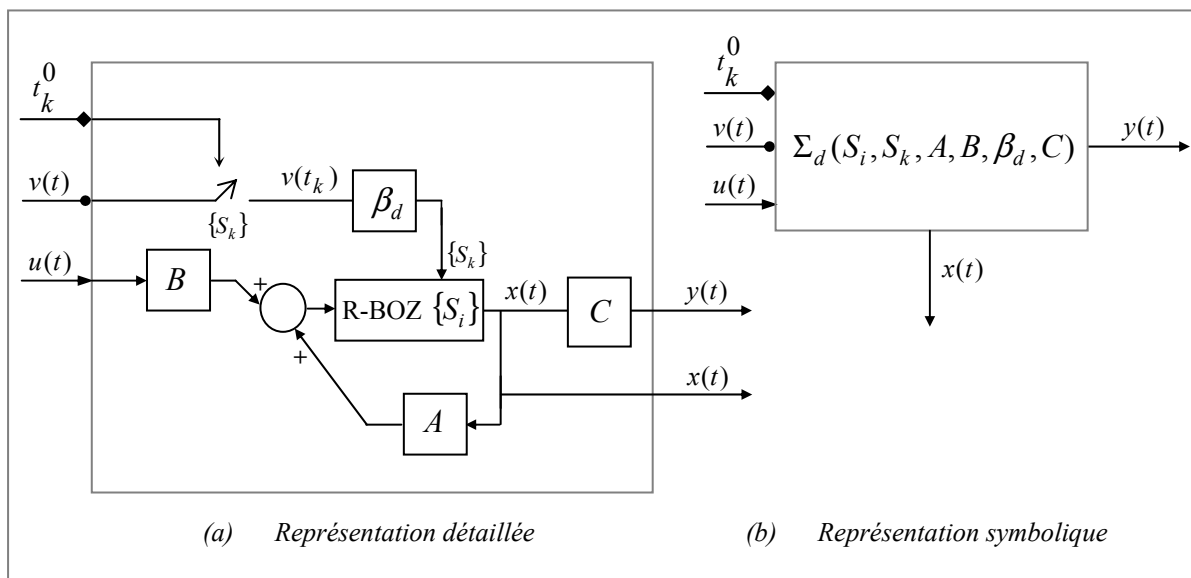 t_k^0
v(t)
{S_k}
v(t_k)
β_d
{S_k}
u(t)
B
+
+
R-BOZ {S_i}
x(t)
C
y(t)
x(t)
A
(a) Représentation détaillée
t_k^0
v(t)
u(t)
Σ_d(S_i, S_k, A, B, β_d, C)
y(t)
x(t)
(b) Représentation symbolique